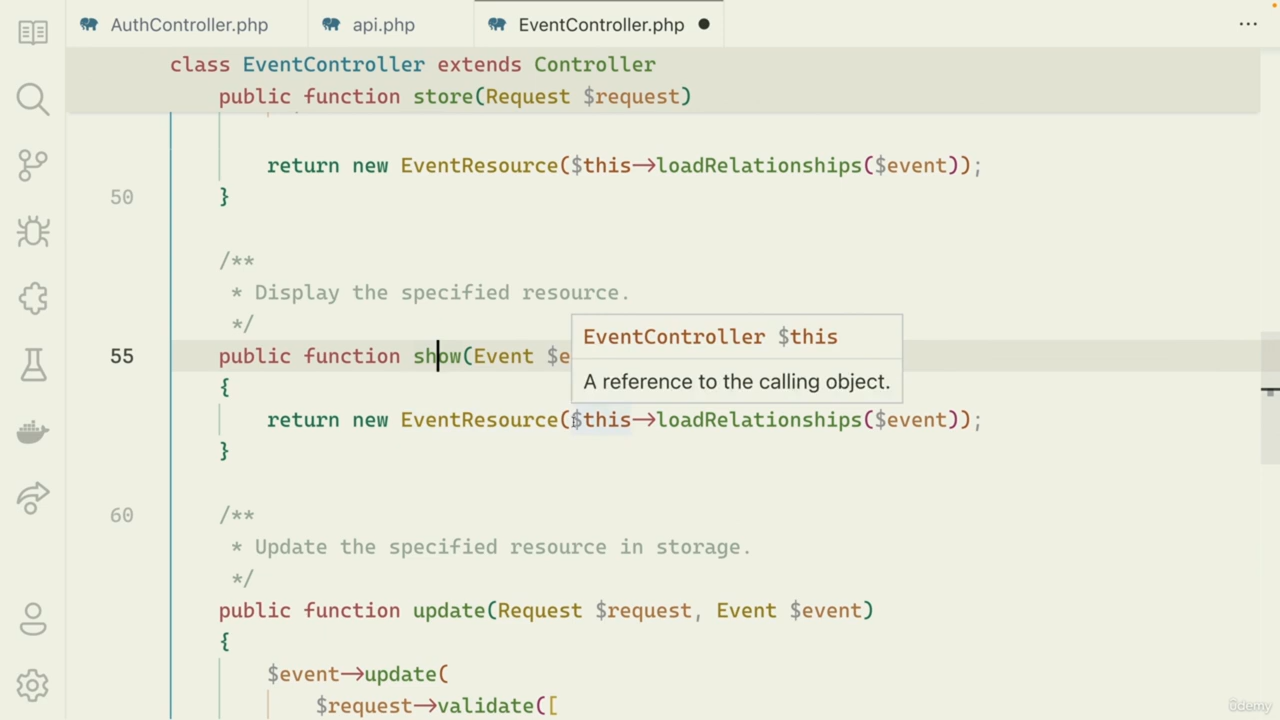 AuthController.php api.php EventController.php
class EventController extends Controller
public function store(Request $request)
return new EventResource($this->loadRelationships($event));
50 }
/**
* Display the specified resource.
*/
55 public function show(Event $e
EventController $this
A reference to the calling object.
{
return new EventResource($this->loadRelationships($event));
}
60 /**
* Update the specified resource in storage.
*/
public function update(Request $request, Event $event)
{
$event->update(
$request->validate([
ûdemy